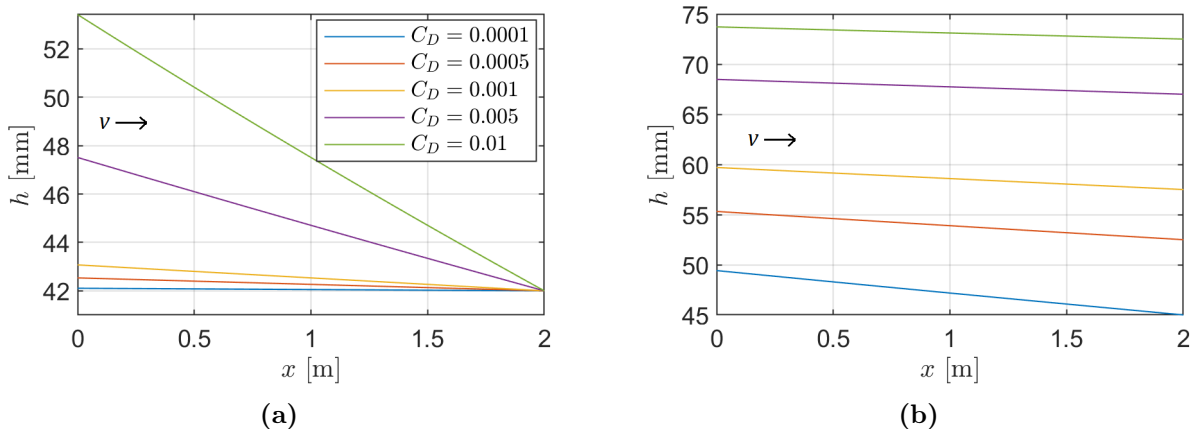 52
50
48
46
44
42
0
0.5
1
1.5
2
h [mm]
x [m]
v
C_D = 0.0001
C_D = 0.0005
C_D = 0.001
C_D = 0.005
C_D = 0.01
(a)
75
70
65
60
55
50
45
0
0.5
1
1.5
2
h [mm]
x [m]
v
(b)